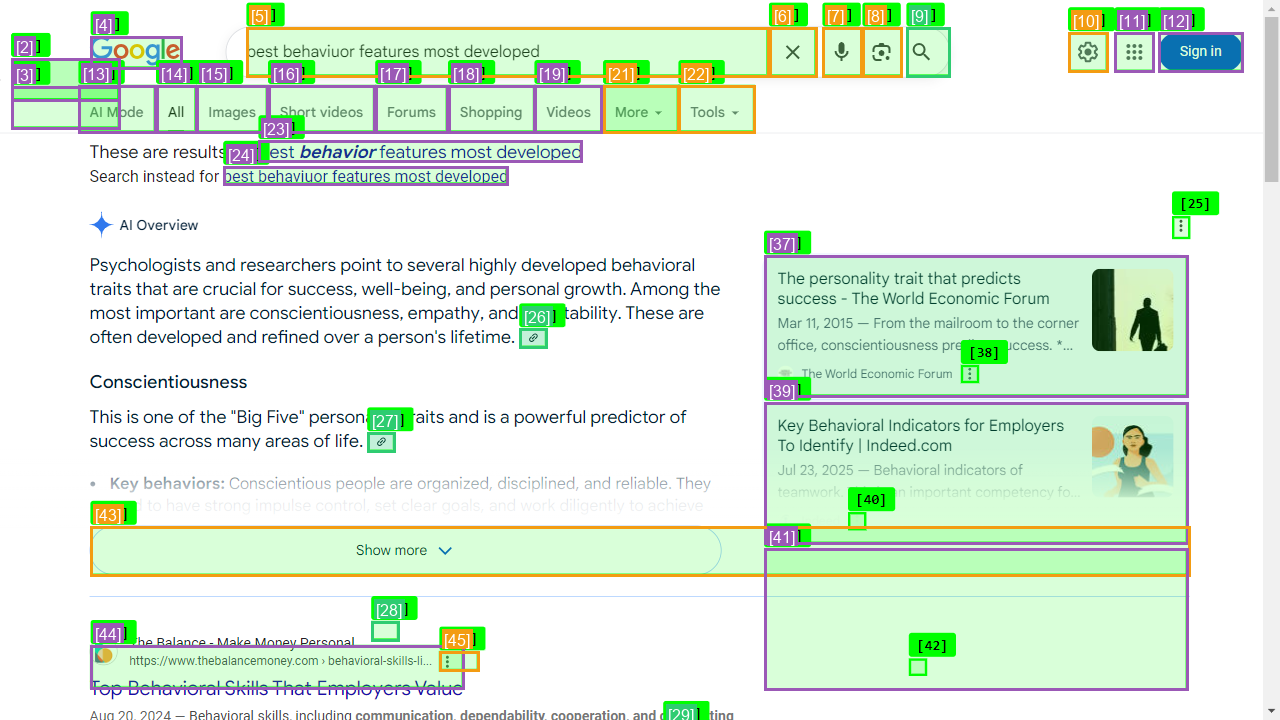 [2]
[3]
[4]
Google
[5]
best behaviuor features most developed
[6]
[7]
[8]
[9]
[10]
[11]
[12]
Sign in
[13]
AI Mode
[14]
All
[15]
Images
[16]
Short videos
[17]
Forums
[18]
Shopping
[19]
Videos
[21]
More
[22]
Tools
[23]
These are results
est behavior features most developed
[24]
Search instead for best behaviuor features most developed
AI Overview
[25]
Psychologists and researchers point to several highly developed behavioral
traits that are crucial for success, well-being, and personal growth. Among the
most important are conscientiousness, empathy, and
tability. These are
[26]
often developed and refined over a person's lifetime.
Conscientiousness
This is one of the "Big Five" persona
raits and is a powerful predictor of
[27]
success across many areas of life.
• Key behaviors: Conscientious people are organized, disciplined, and reliable. They
to have strong impulse control, set clear goals, and work diligently to achieve
[43]
Show more
[37]
The personality trait that predicts
success - The World Economic Forum
Mar 11, 2015 — From the mailroom to the corner
office, conscientiousness pre
uccess. *...
[38]
The World Economic Forum
[39]
Key Behavioral Indicators for Employers
To Identify | Indeed.com
Jul 23, 2025 — Behavioral indicators of
teamwork,
an important competency fo...
[40]
[41]
[42]
[28]
[44]
The Balance - Make Money Personal
[45]
https://www.thebalancemoney.com › behavioral-skills-li...
Top Behavioral Skills That Employers Value
Aug 20, 2024 — Behavioral skills, including communication, dependability, cooperation, and
ting
[29]